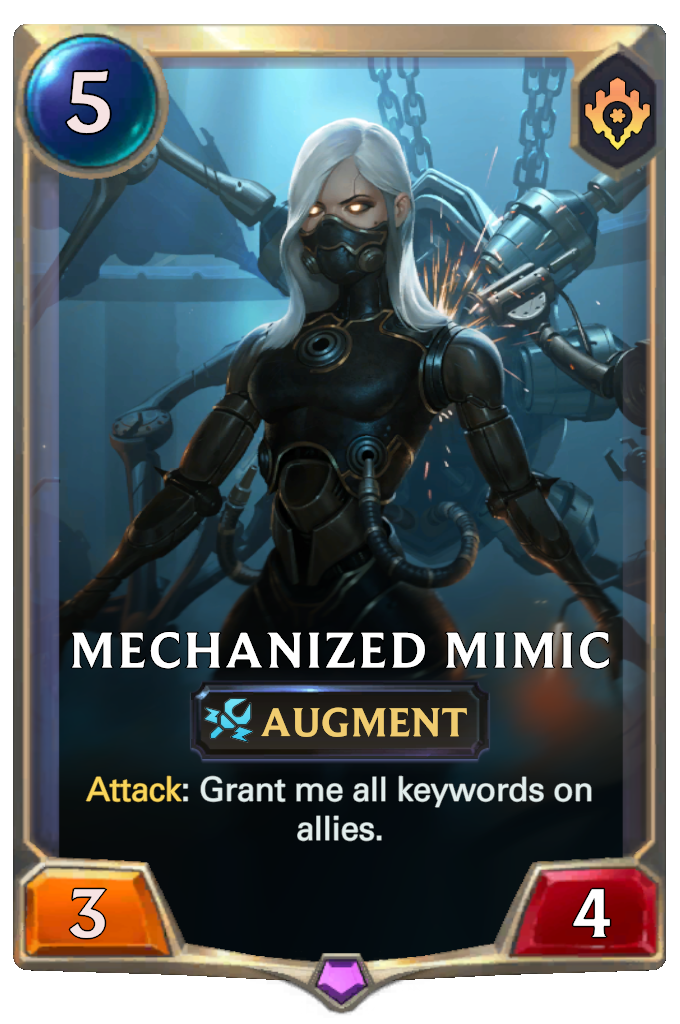 5
MECHANIZED MIMIC
AUGMENT
Attack: Grant me all keywords on
allies.
3
4